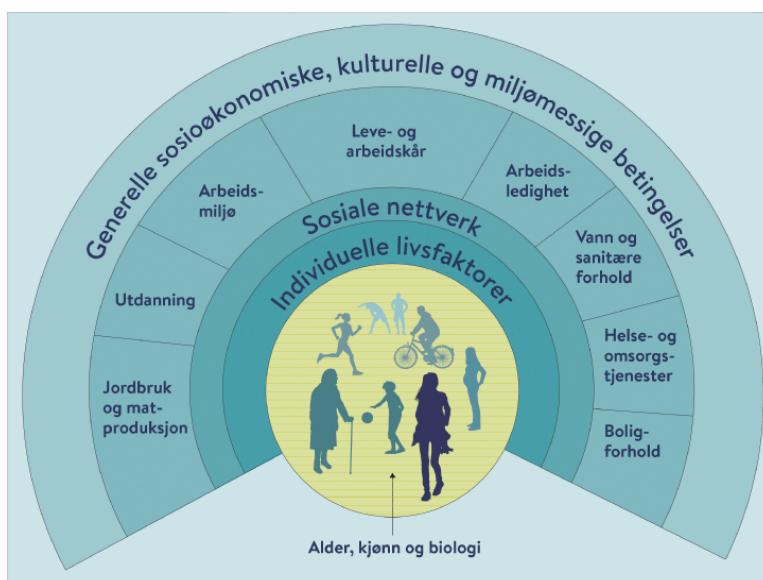 Generelle sosioøkonomiske, kulturelle og miljømessige betingelser
Leve- og
arbeidskår
Arbeids-
miljø
Arbeids-
ledighet
Sosiale nettverk
Vann og
sanitære
forhold
Individuelle livsfaktorer
Utdanning
Helse- og
omsorgs-
tjenester
Jordbruk
og mat-
produksjon
Bolig-
forhold
Alder, kjønn og biologi